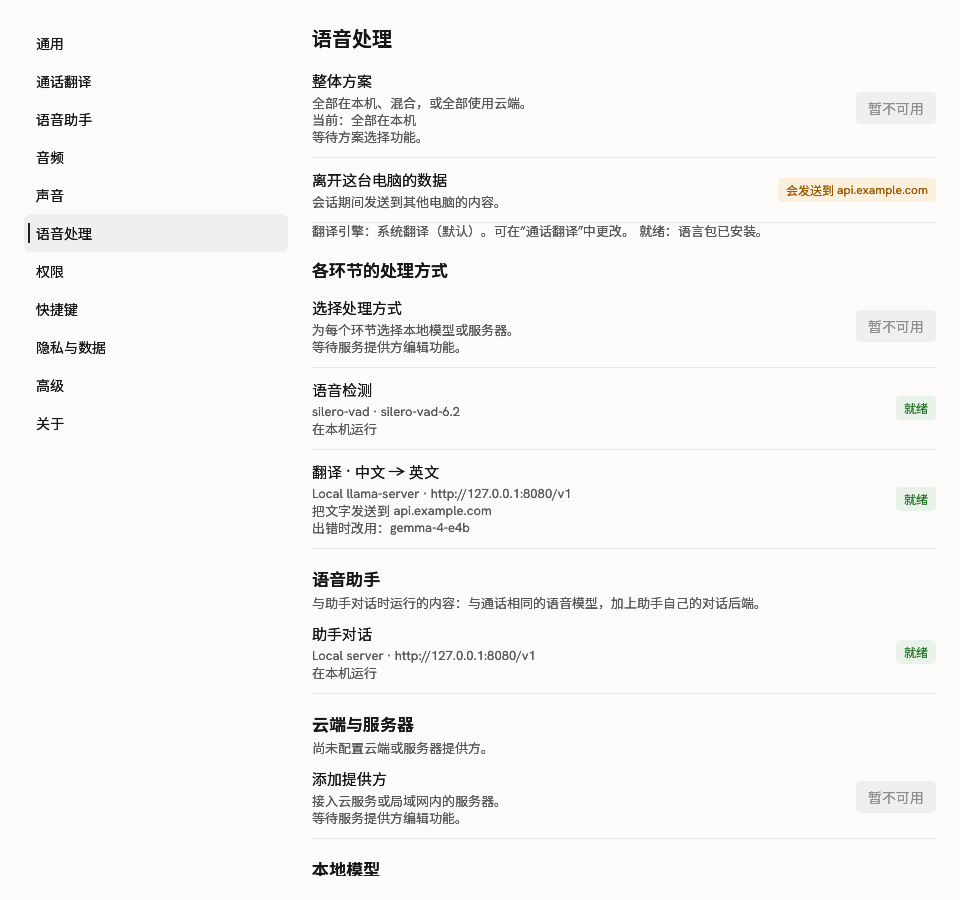 通用
通话翻译
语音助手
音频
声音
语音处理
权限
快捷键
隐私与数据
高级
关于
语音处理
整体方案
全部在本机、混合，或全部使用云端。
当前：全部在本机
等待方案选择功能。
暂不可用
离开这台电脑的数据
会话期间发送到其他电脑的内容。
会发送到 api.example.com
翻译引擎：系统翻译（默认）。可在“通话翻译”中更改。 就绪：语言包已安装。
各环节的处理方式
选择处理方式
为每个环节选择本地模型或服务器。
等待服务提供方编辑功能。
暂不可用
语音检测
silero-vad · silero-vad-6.2
在本机运行
就绪
翻译 · 中文 → 英文
Local llama-server · http://127.0.0.1:8080/v1
把文字发送到 api.example.com
出错时改用：gemma-4-e4b
就绪
语音助手
与助手对话时运行的内容：与通话相同的语音模型，加上助手自己的对话后端。
助手对话
Local server · http://127.0.0.1:8080/v1
在本机运行
就绪
云端与服务器
尚未配置云端或服务器提供方。
添加提供方
接入云服务或局域网内的服务器。
等待服务提供方编辑功能。
暂不可用
本地模型